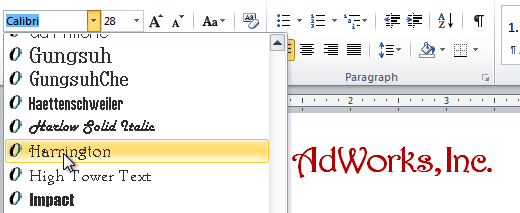 Calibri 28 A A Aa
Gungsuh
GungsuhChe
Haettenschweiler
Harlow Solid Italic
Harrington
High Tower Text
Impact
Paragraph
1.
2 3
AdWorks, Inc.